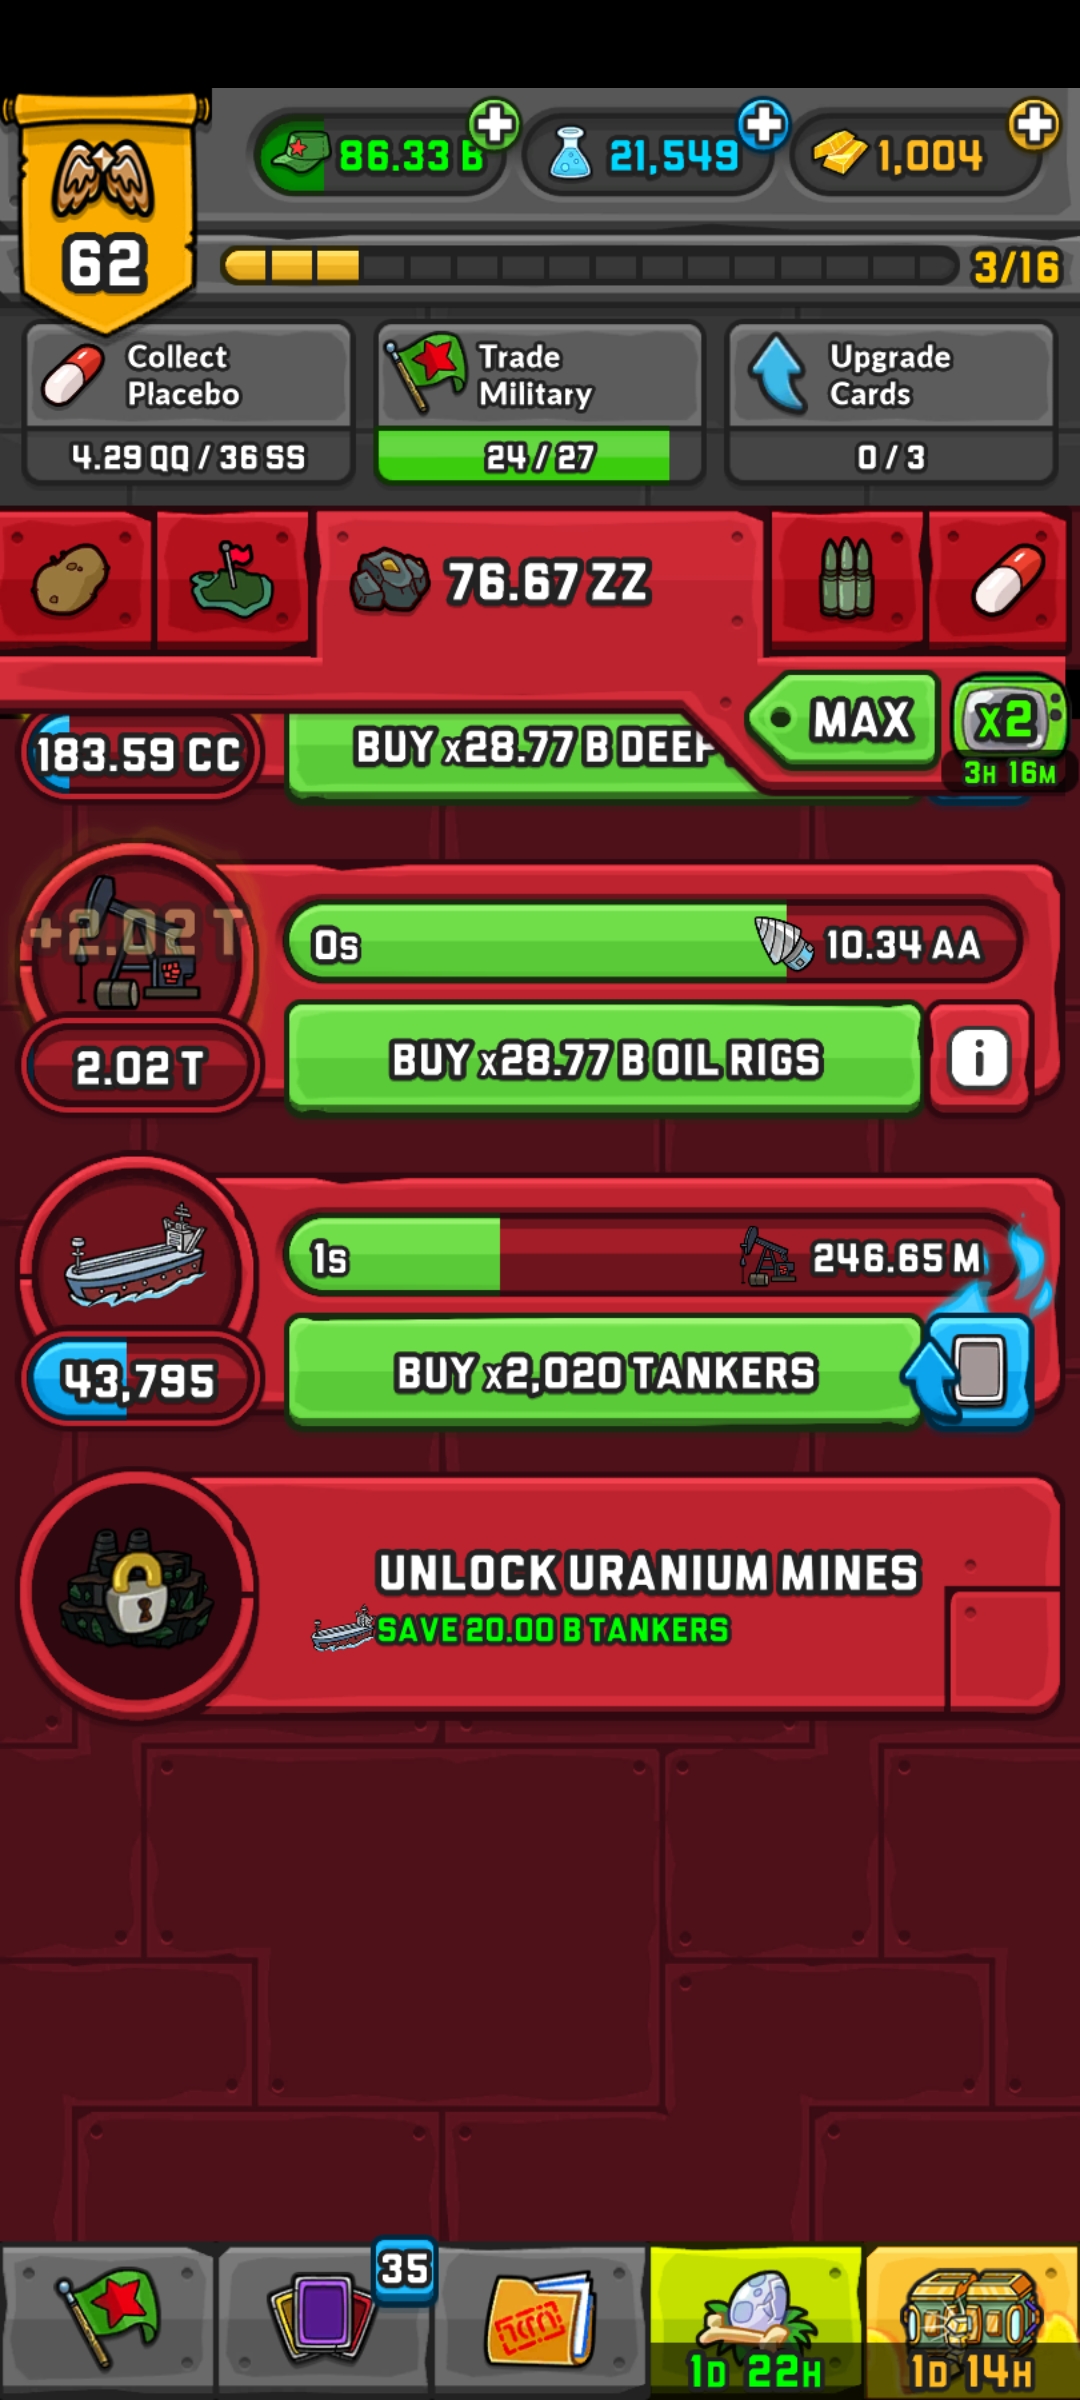 86.33 B
21,549
1,004
62
3/16
Collect
Placebo
4.29 QQ / 36 SS
Trade
Military
24 / 27
Upgrade
Cards
0 / 3
76.67 ZZ
MAX
x2
3H 16M
183.59 CC
BUY x28.77 B DEEP
+2.02 T
0s
10.34 AA
2.02 T
BUY x28.77 B OIL RIGS
i
1s
246.65 M
43,795
BUY x2,020 TANKERS
UNLOCK URANIUM MINES
SAVE 20.00 B TANKERS
35
1D 22H
1D 14H